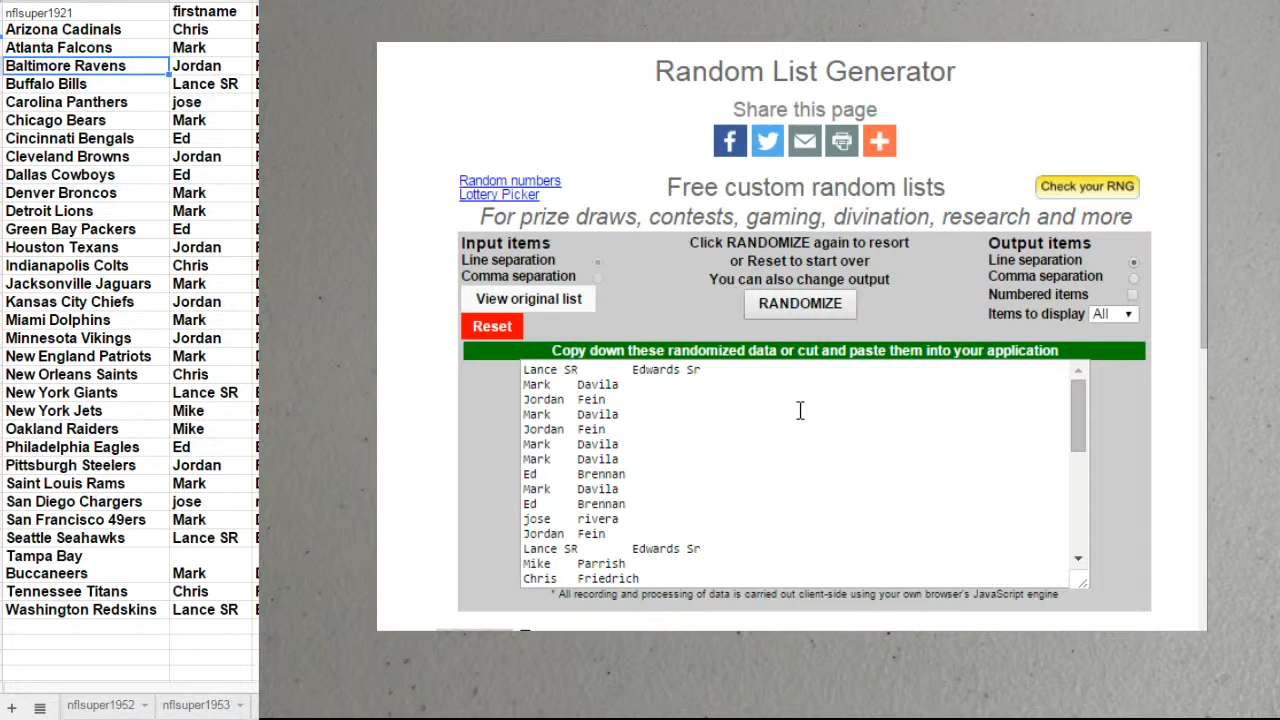 nflsuper1921 firstname
Arizona Cadinals Chris
Atlanta Falcons Mark
Baltimore Ravens Jordan
Buffalo Bills Lance SR
Carolina Panthers jose
Chicago Bears Mark
Cincinnati Bengals Ed
Cleveland Browns Jordan
Dallas Cowboys Ed
Denver Broncos Mark
Detroit Lions Mark
Green Bay Packers Ed
Houston Texans Jordan
Indianapolis Colts Chris
Jacksonville Jaguars Mark
Kansas City Chiefs Jordan
Miami Dolphins Mark
Minnesota Vikings Jordan
New England Patriots Mark
New Orleans Saints Chris
New York Giants Lance SR
New York Jets Mike
Oakland Raiders Mike
Philadelphia Eagles Ed
Pittsburgh Steelers Jordan
Saint Louis Rams Mark
San Diego Chargers jose
San Francisco 49ers Mark
Seattle Seahawks Lance SR
Tampa Bay
Buccaneers Mark
Tennessee Titans Chris
Washington Redskins Lance SR
nflsuper1952 nflsuper1953
Random List Generator
Share this page
Random numbers
Lottery Picker
Free custom random lists
Check your RNG
For prize draws, contests, gaming, divination, research and more
Input items
Line separation
Comma separation
View original list
Reset
Click RANDOMIZE again to resort
or Reset to start over
You can also change output
RANDOMIZE
Output items
Line separation
Comma separation
Numbered items
Items to display All
Copy down these randomized data or cut and paste them into your application
Lance SR Edwards Sr
Mark Davila
Jordan Fein
Mark Davila
Jordan Fein
Mark Davila
Mark Davila
Ed Brennan
Mark Davila
Ed Brennan
jose rivera
Jordan Fein
Lance SR Edwards Sr
Mike Parrish
Chris Friedrich
* All recording and processing of data is carried out client-side using your own browser's JavaScript engine